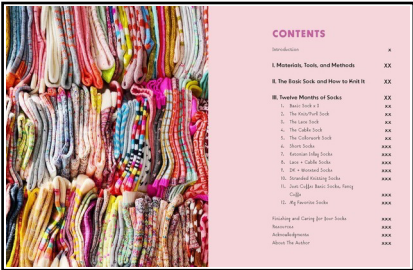 CONTENTS
Introduction x
I. Materials, Tools, and Methods XX
II. The Basic Sock and How to Knit It XX
III. Twelve Months of Socks XX
1. Basic Sock x 3 xx
2. The Knit/Purl Sock xx
3. The Lace Sock xx
4. The Cable Sock xx
5. The Colorwork Sock xxx
6. Short Socks xxx
7. Estonian Inlay Socks xxx
8. Lace + Cable Socks xxx
9. DK + Worsted Socks xxx
10. Stranded Knitting Socks xxx
11. Just Cuffs: Basic Socks, Fancy
Cuffs xxx
12. My Favorite Socks xxx
Finishing and Caring for Your Socks xxx
Resources xxx
Acknowledgments xxx
About The Author xxx